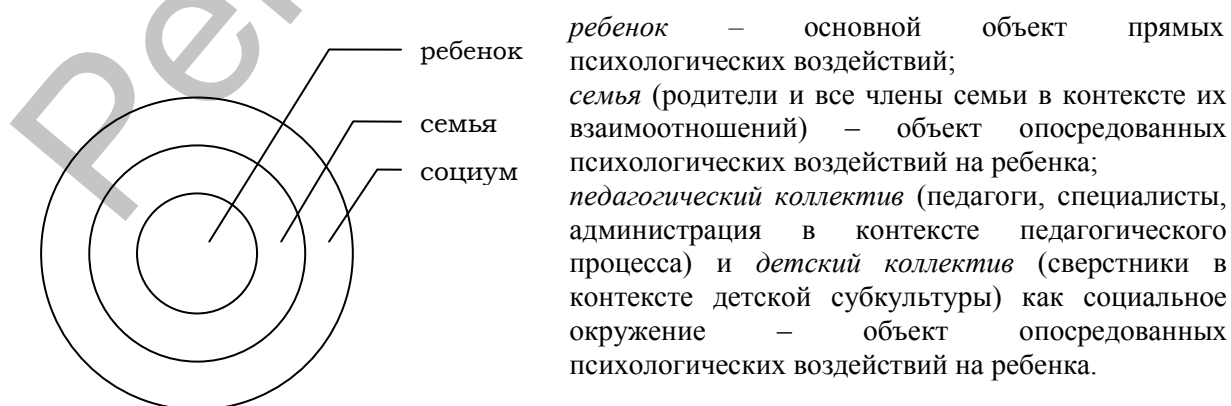 ребенок
семья
социум
ребенок – основной объект прямых
психологических воздействий;
семья (родители и все члены семьи в контексте их
взаимоотношений) – объект опосредованных
психологических воздействий на ребенка;
педагогический коллектив (педагоги, специалисты,
администрация в контексте педагогического
процесса) и детский коллектив (сверстники в
контексте детской субкультуры) как социальное
окружение – объект опосредованных
психологических воздействий на ребенка.